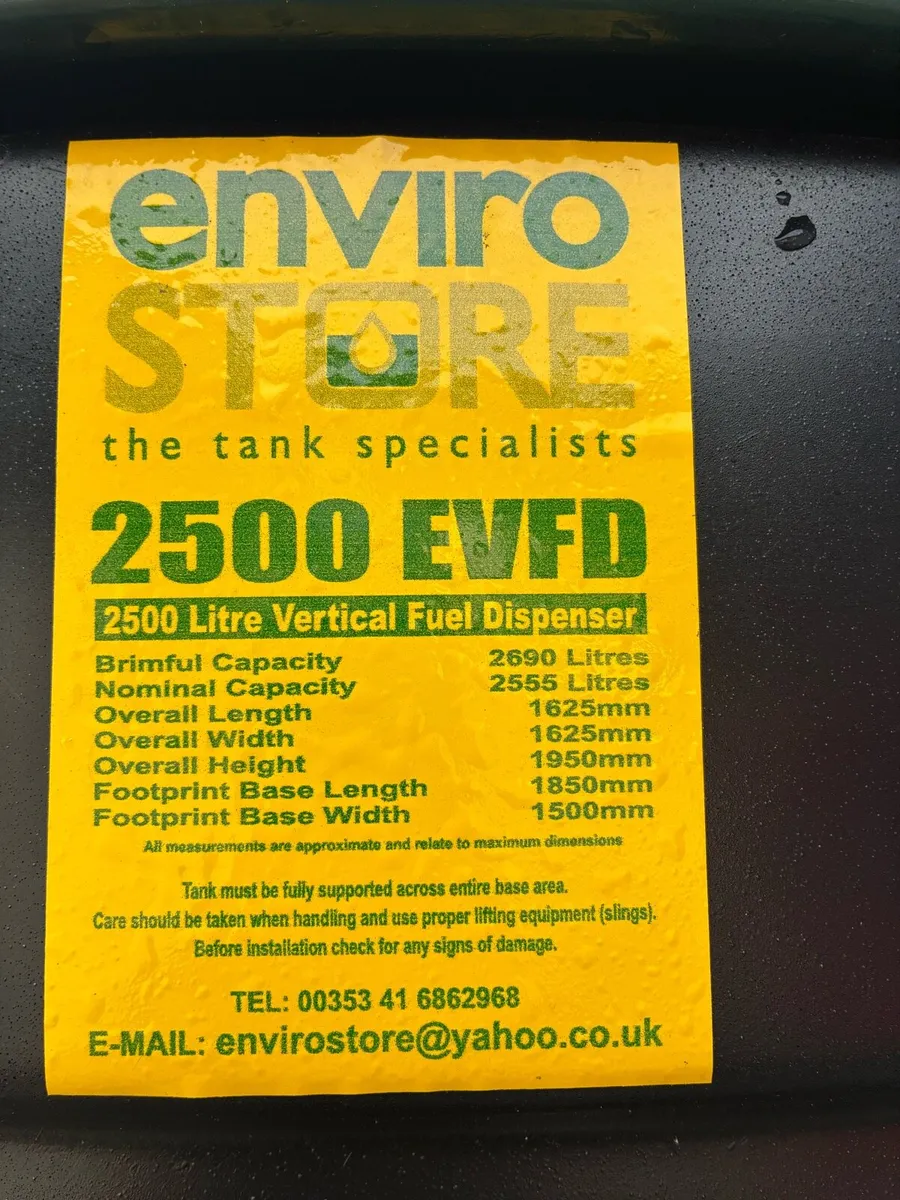 enviro
STORE
the tank specialists
2500 EVFD
2500 Litre Vertical Fuel Dispenser
Brimful Capacity 2690 Litres
Nominal Capacity 2555 Litres
Overall Length 1625mm
Overall Width 1625mm
Overall Height 1950mm
Footprint Base Length 1850mm
Footprint Base Width 1500mm
All measurements are approximate and relate to maximum dimensions
Tank must be fully supported across entire base area.
Care should be taken when handling and use proper lifting equipment (slings).
Before installation check for any signs of damage.
TEL: 00353 41 6862968
E-MAIL: envirostore@yahoo.co.uk